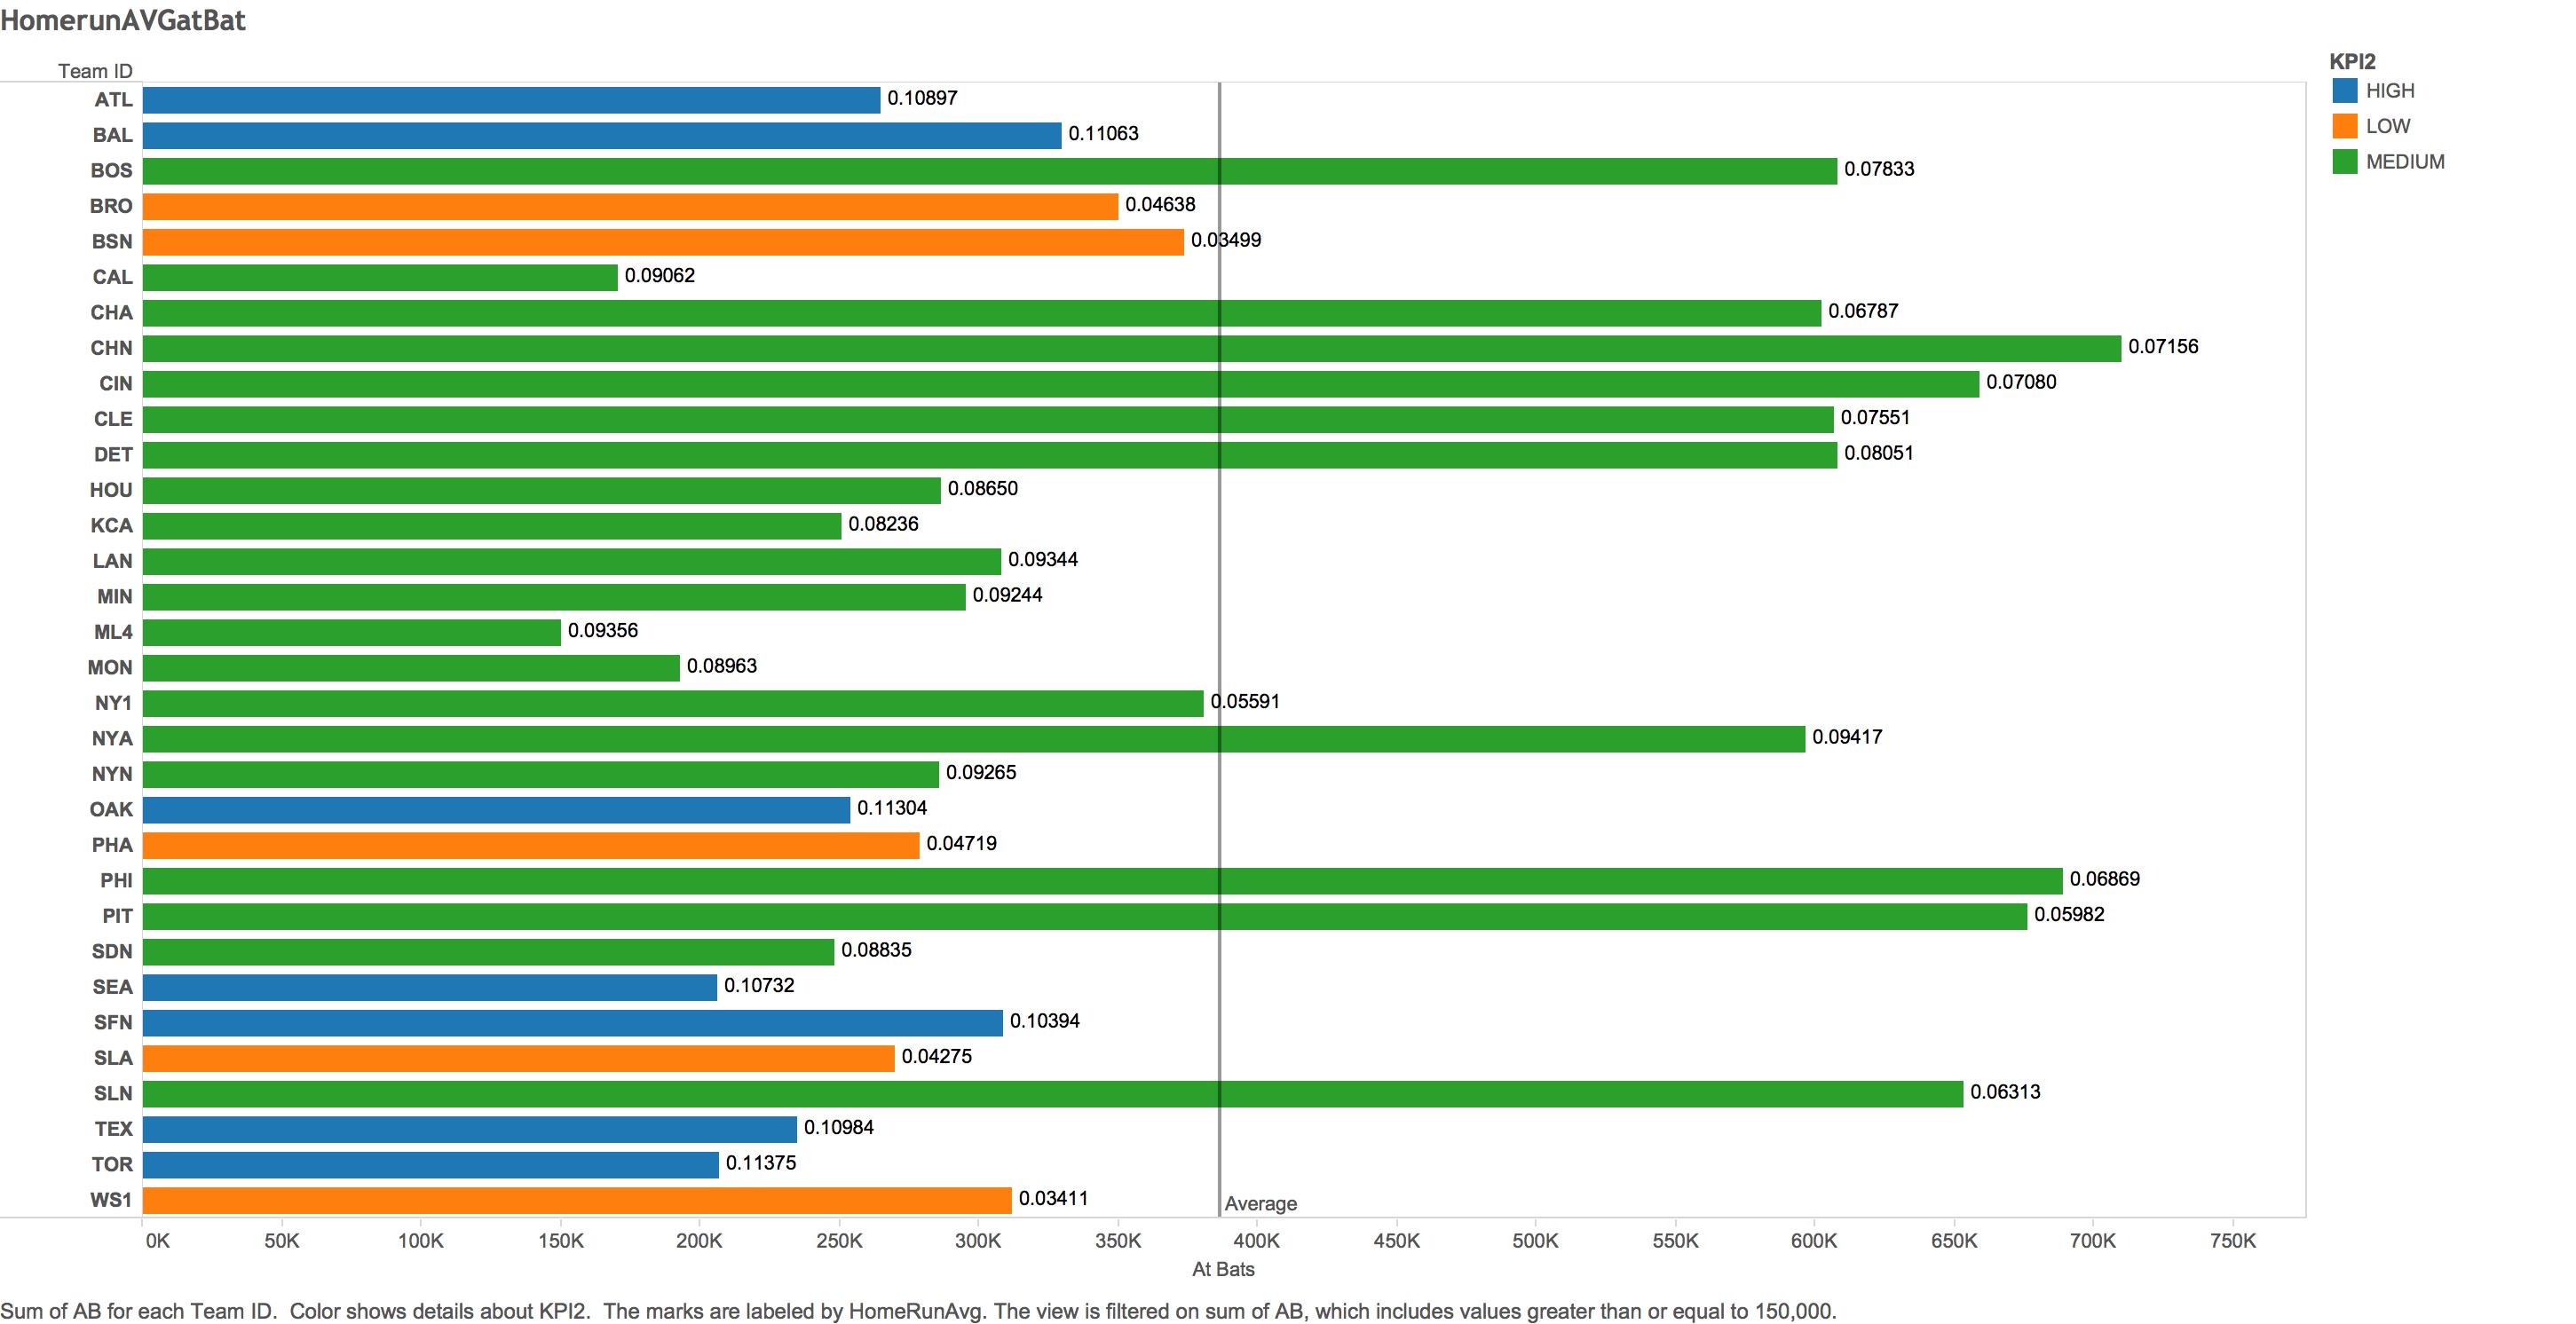 HomerunAVGatBat
KPI2
HIGH
LOW
MEDIUM
Team ID
ATL 0.10897
BAL 0.11063
BOS 0.07833
BRO 0.04638
BSN 0.03499
CAL 0.09062
CHA 0.06787
CHN 0.07156
CIN 0.07080
CLE 0.07551
DET 0.08051
HOU 0.08650
KCA 0.08236
LAN 0.09344
MIN 0.09244
ML4 0.09356
MON 0.08963
NY1 0.05591
NYA 0.09417
NYN 0.09265
OAK 0.11304
PHA 0.04719
PHI 0.06869
PIT 0.05982
SDN 0.08835
SEA 0.10732
SFN 0.10394
SLA 0.04275
SLN 0.06313
TEX 0.10984
TOR 0.11375
WS1 0.03411
Average
0K 50K 100K 150K 200K 250K 300K 350K 400K 450K 500K 550K 600K 650K 700K 750K
At Bats
Sum of AB for each Team ID.  Color shows details about KPI2.  The marks are labeled by HomeRunAvg. The view is filtered on sum of AB, which includes values greater than or equal to 150,000.